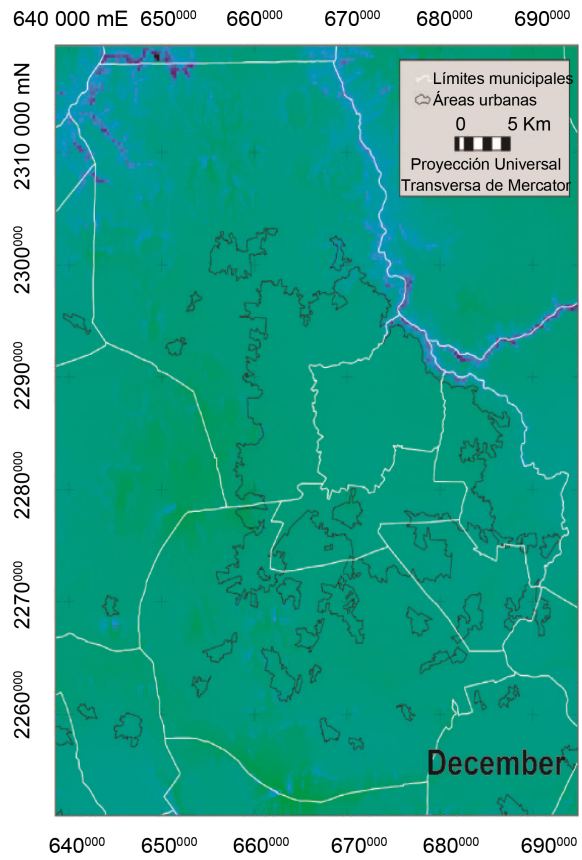 640 000 mE 650000 660000 670000 680000 690000
2310 000 mN
2300000
2290000
2280000
2270000
2260000
Límites municipales
Áreas urbanas
0 5 Km
Proyección Universal
Transversa de Mercator
December
640000 650000 660000 670000 680000 690000